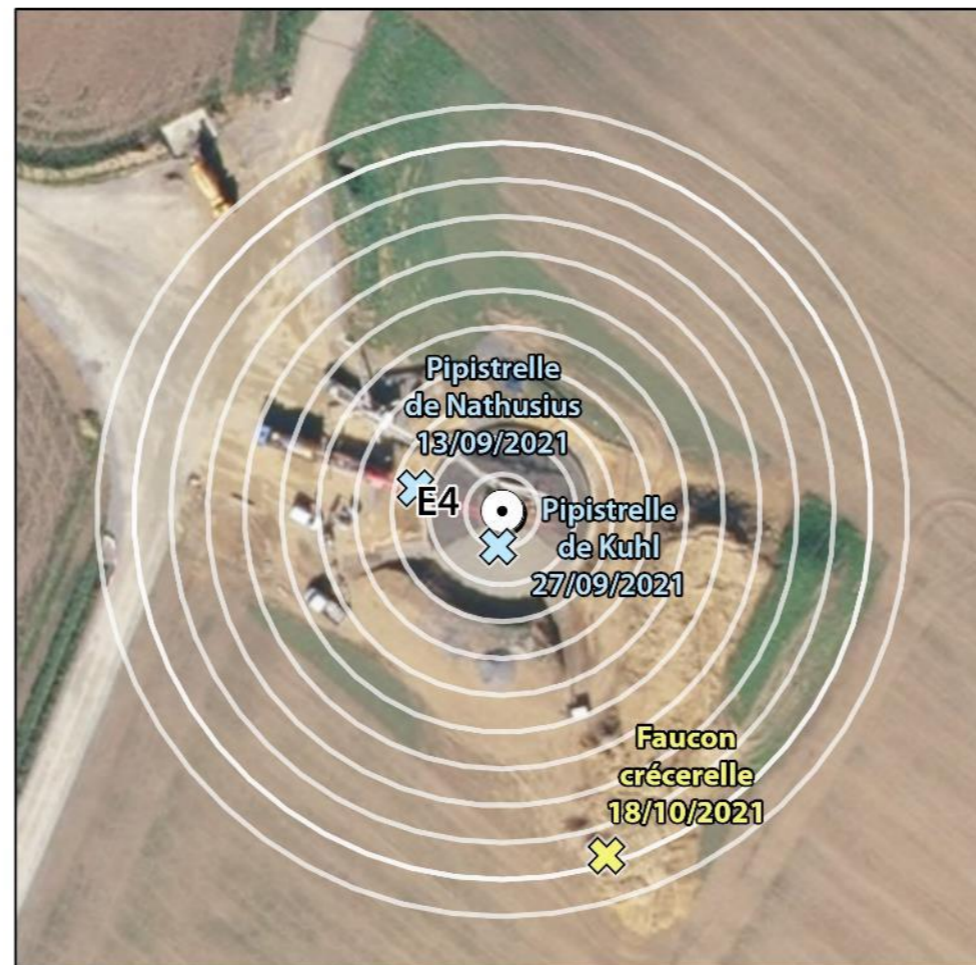 Pipistrelle
de Nathusius
13/09/2021
E4
Pipistrelle
de Kuhl
27/09/2021
Faucon
crécerelle
18/10/2021